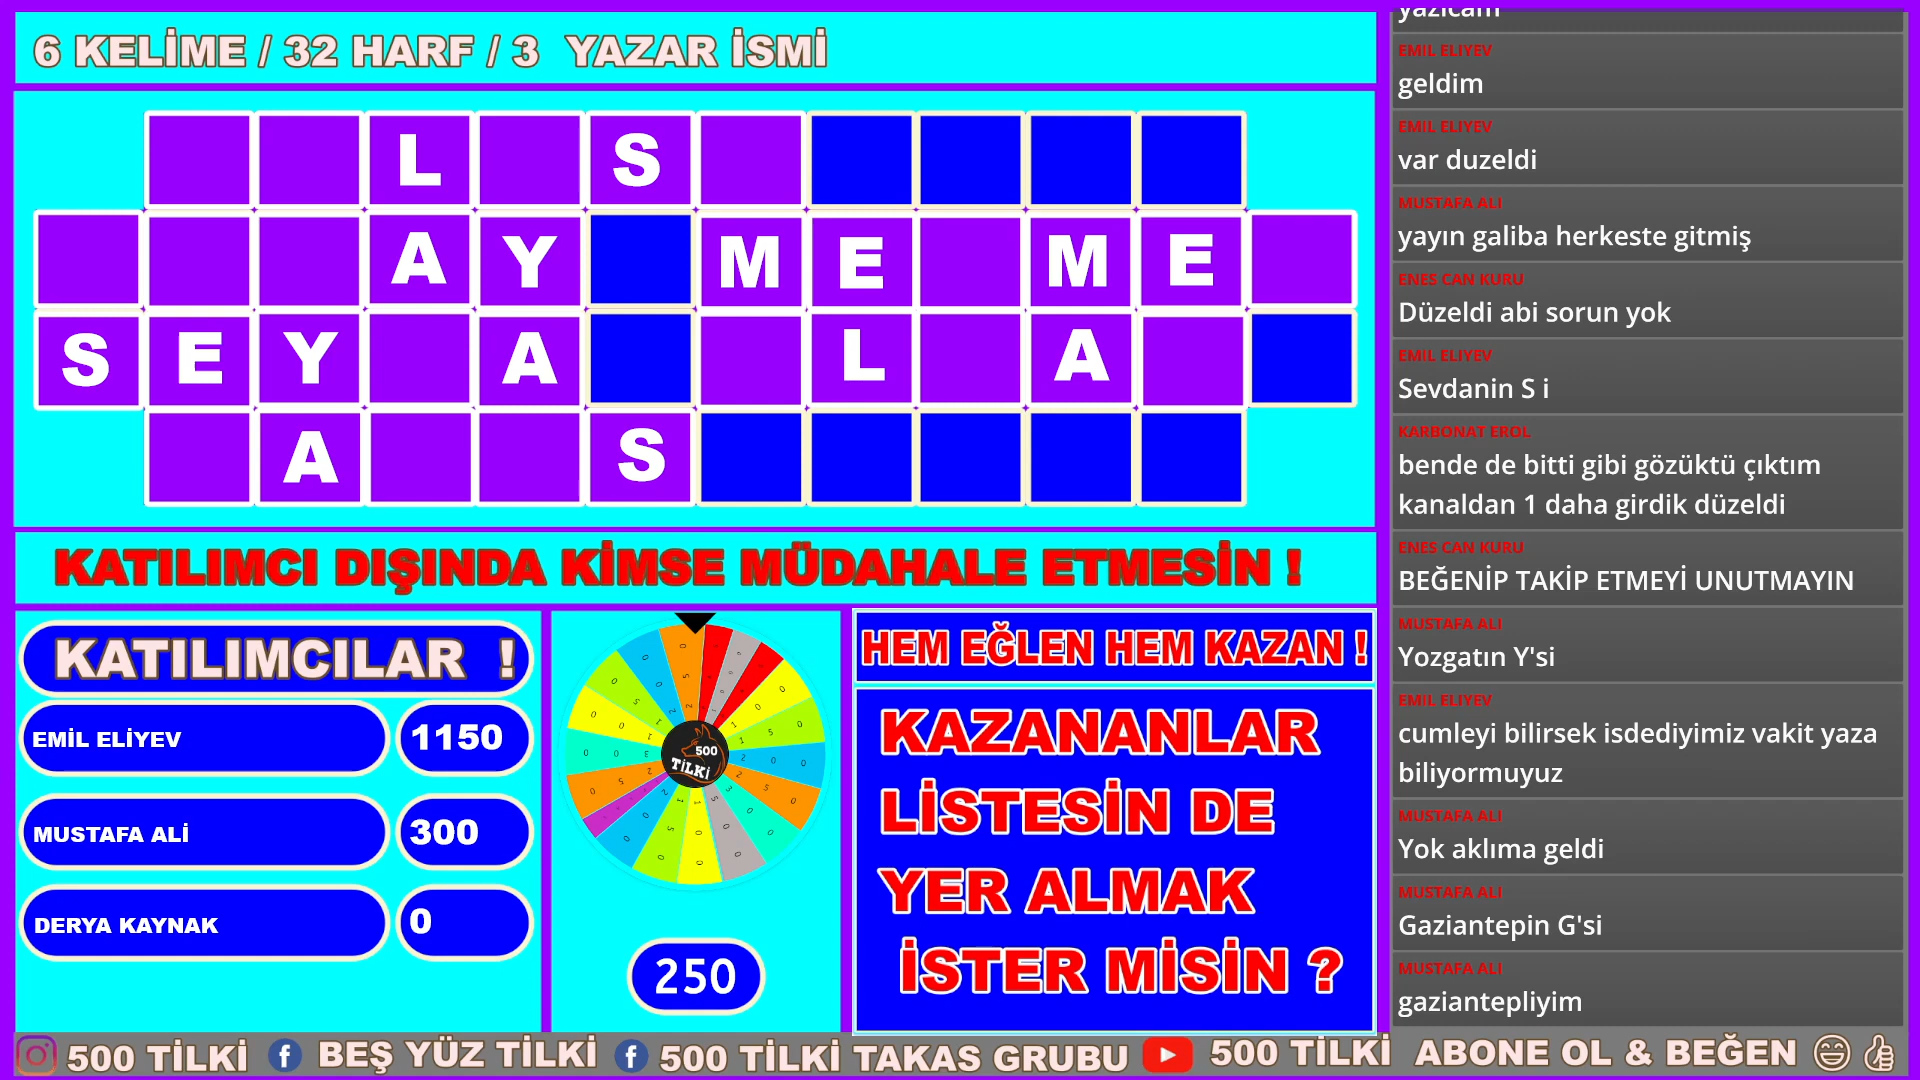 6 KELİME / 32 HARF / 3 YAZAR İSMİ
L S
A Y M E M E
S E Y A L A
A S
KATILIMCI DIŞINDA KİMSE MÜDAHALE ETMESİN !
KATILIMCILAR !
EMİL ELİYEV 1150
MUSTAFA ALİ 300
DERYA KAYNAK 0
500
TİLKİ
250
HEM EĞLEN HEM KAZAN !
KAZANANLAR
LİSTESİN DE
YER ALMAK
İSTER MİSİN ?
yazicam
EMIL ELIYEV
geldim
EMIL ELIYEV
var duzeldi
MUSTAFA ALI
yayın galiba herkeste gitmiş
ENES CAN KURU
Düzeldi abi sorun yok
EMIL ELIYEV
Sevdanin S i
KARBONAT EROL
bende de bitti gibi gözüktü çıktım
kanaldan 1 daha girdik düzeldi
ENES CAN KURU
BEĞENİP TAKİP ETMEYİ UNUTMAYIN
MUSTAFA ALI
Yozgatın Y'si
EMIL ELIYEV
cumleyi bilirsek isdediyimiz vakit yaza
biliyormuyuz
MUSTAFA ALI
Yok aklıma geldi
MUSTAFA ALI
Gaziantepin G'si
MUSTAFA ALI
gaziantepliyim
500 TİLKİ BEŞ YÜZ TİLKİ 500 TİLKİ TAKAS GRUBU 500 TİLKİ ABONE OL & BEĞEN